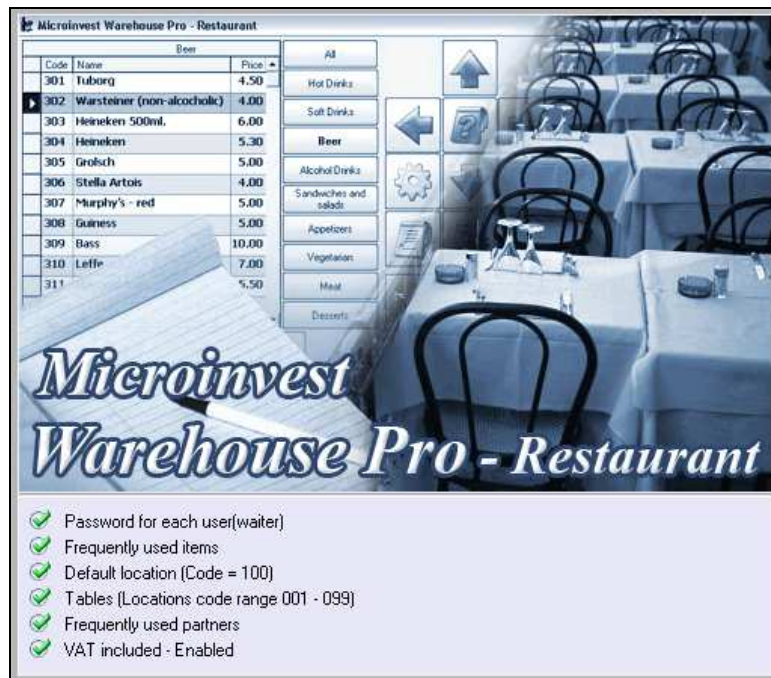 Microinvest Warehouse Pro - Restaurant
Beer
Code Name Price
301 Tuborg 4.50
302 Warsteiner (non-alcocholic) 4.00
303 Heineken 500ml. 6.00
304 Heineken 5.30
305 Grolsch 5.00
306 Stella Artois 4.00
307 Murphy's - red 5.00
308 Guiness 5.00
309 Bass 10.00
310 Leffe 7.00
311 5.50
All
Hot Drinks
Soft Drinks
Beer
Alcohol Drinks
Sandwiches and
salads
Appetizers
Vegetarian
Meat
Desserts
Microinvest
Warehouse Pro - Restaurant
Password for each user(waiter)
Frequently used items
Default location (Code = 100)
Tables (Locations code range 001 - 099)
Frequently used partners
VAT included - Enabled